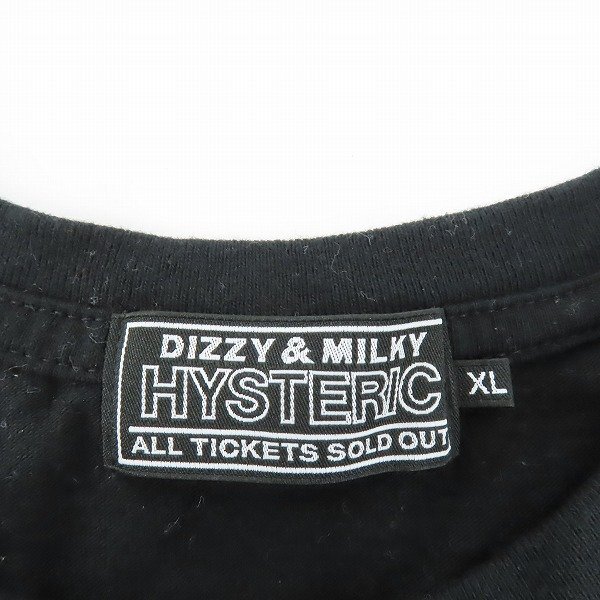 DIZZY & MILKY
HYSTERIC
ALL TICKETS SOLD OUT
XL